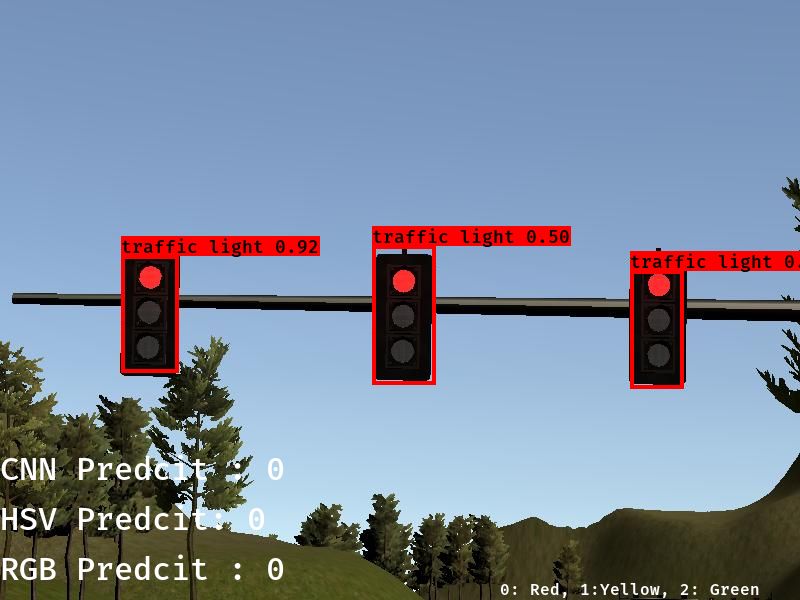 traffic light 0.92
traffic light 0.50
traffic light 0.
CNN Predcit : 0
HSV Predcit: 0
RGB Predcit : 0
0: Red, 1:Yellow, 2: Green